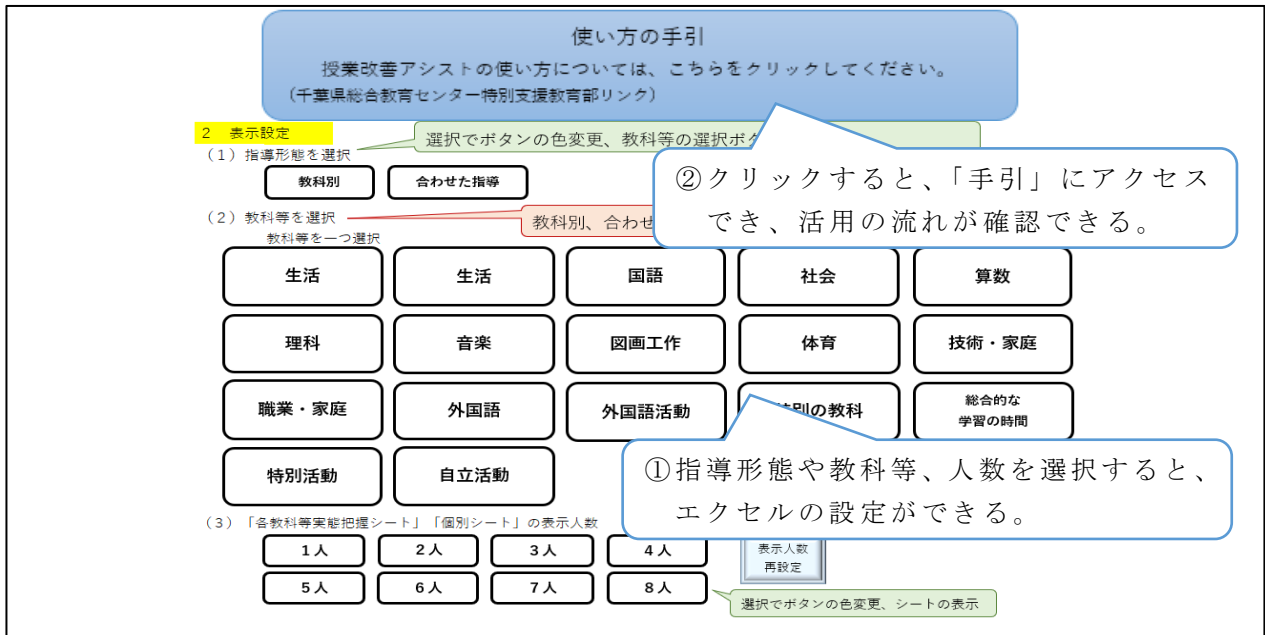 使い方の手引
授業改善アシストの使い方については、こちらをクリックしてください。
（千葉県総合教育センター特別支援教育部リンク）
２　表示設定
選択でボタンの色変更、教科等の選択ボ
（１）指導形態を選択
教科別
合わせた指導
②クリックすると、「手引」にアクセス
でき、活用の流れが確認できる。
（２）教科等を選択
教科別、合わせ
教科等を一つ選択
生活
生活
国語
社会
算数
理科
音楽
図画工作
体育
技術・家庭
職業・家庭
外国語
外国語活動
別の教科
総合的な
学習の時間
特別活動
自立活動
①指導形態や教科等、人数を選択すると、
エクセルの設定ができる。
（３）「各教科等実態把握シート」「個別シート」の表示人数
１人
２人
３人
４人
表示人数
再設定
５人
６人
７人
８人
選択でボタンの色変更、シートの表示